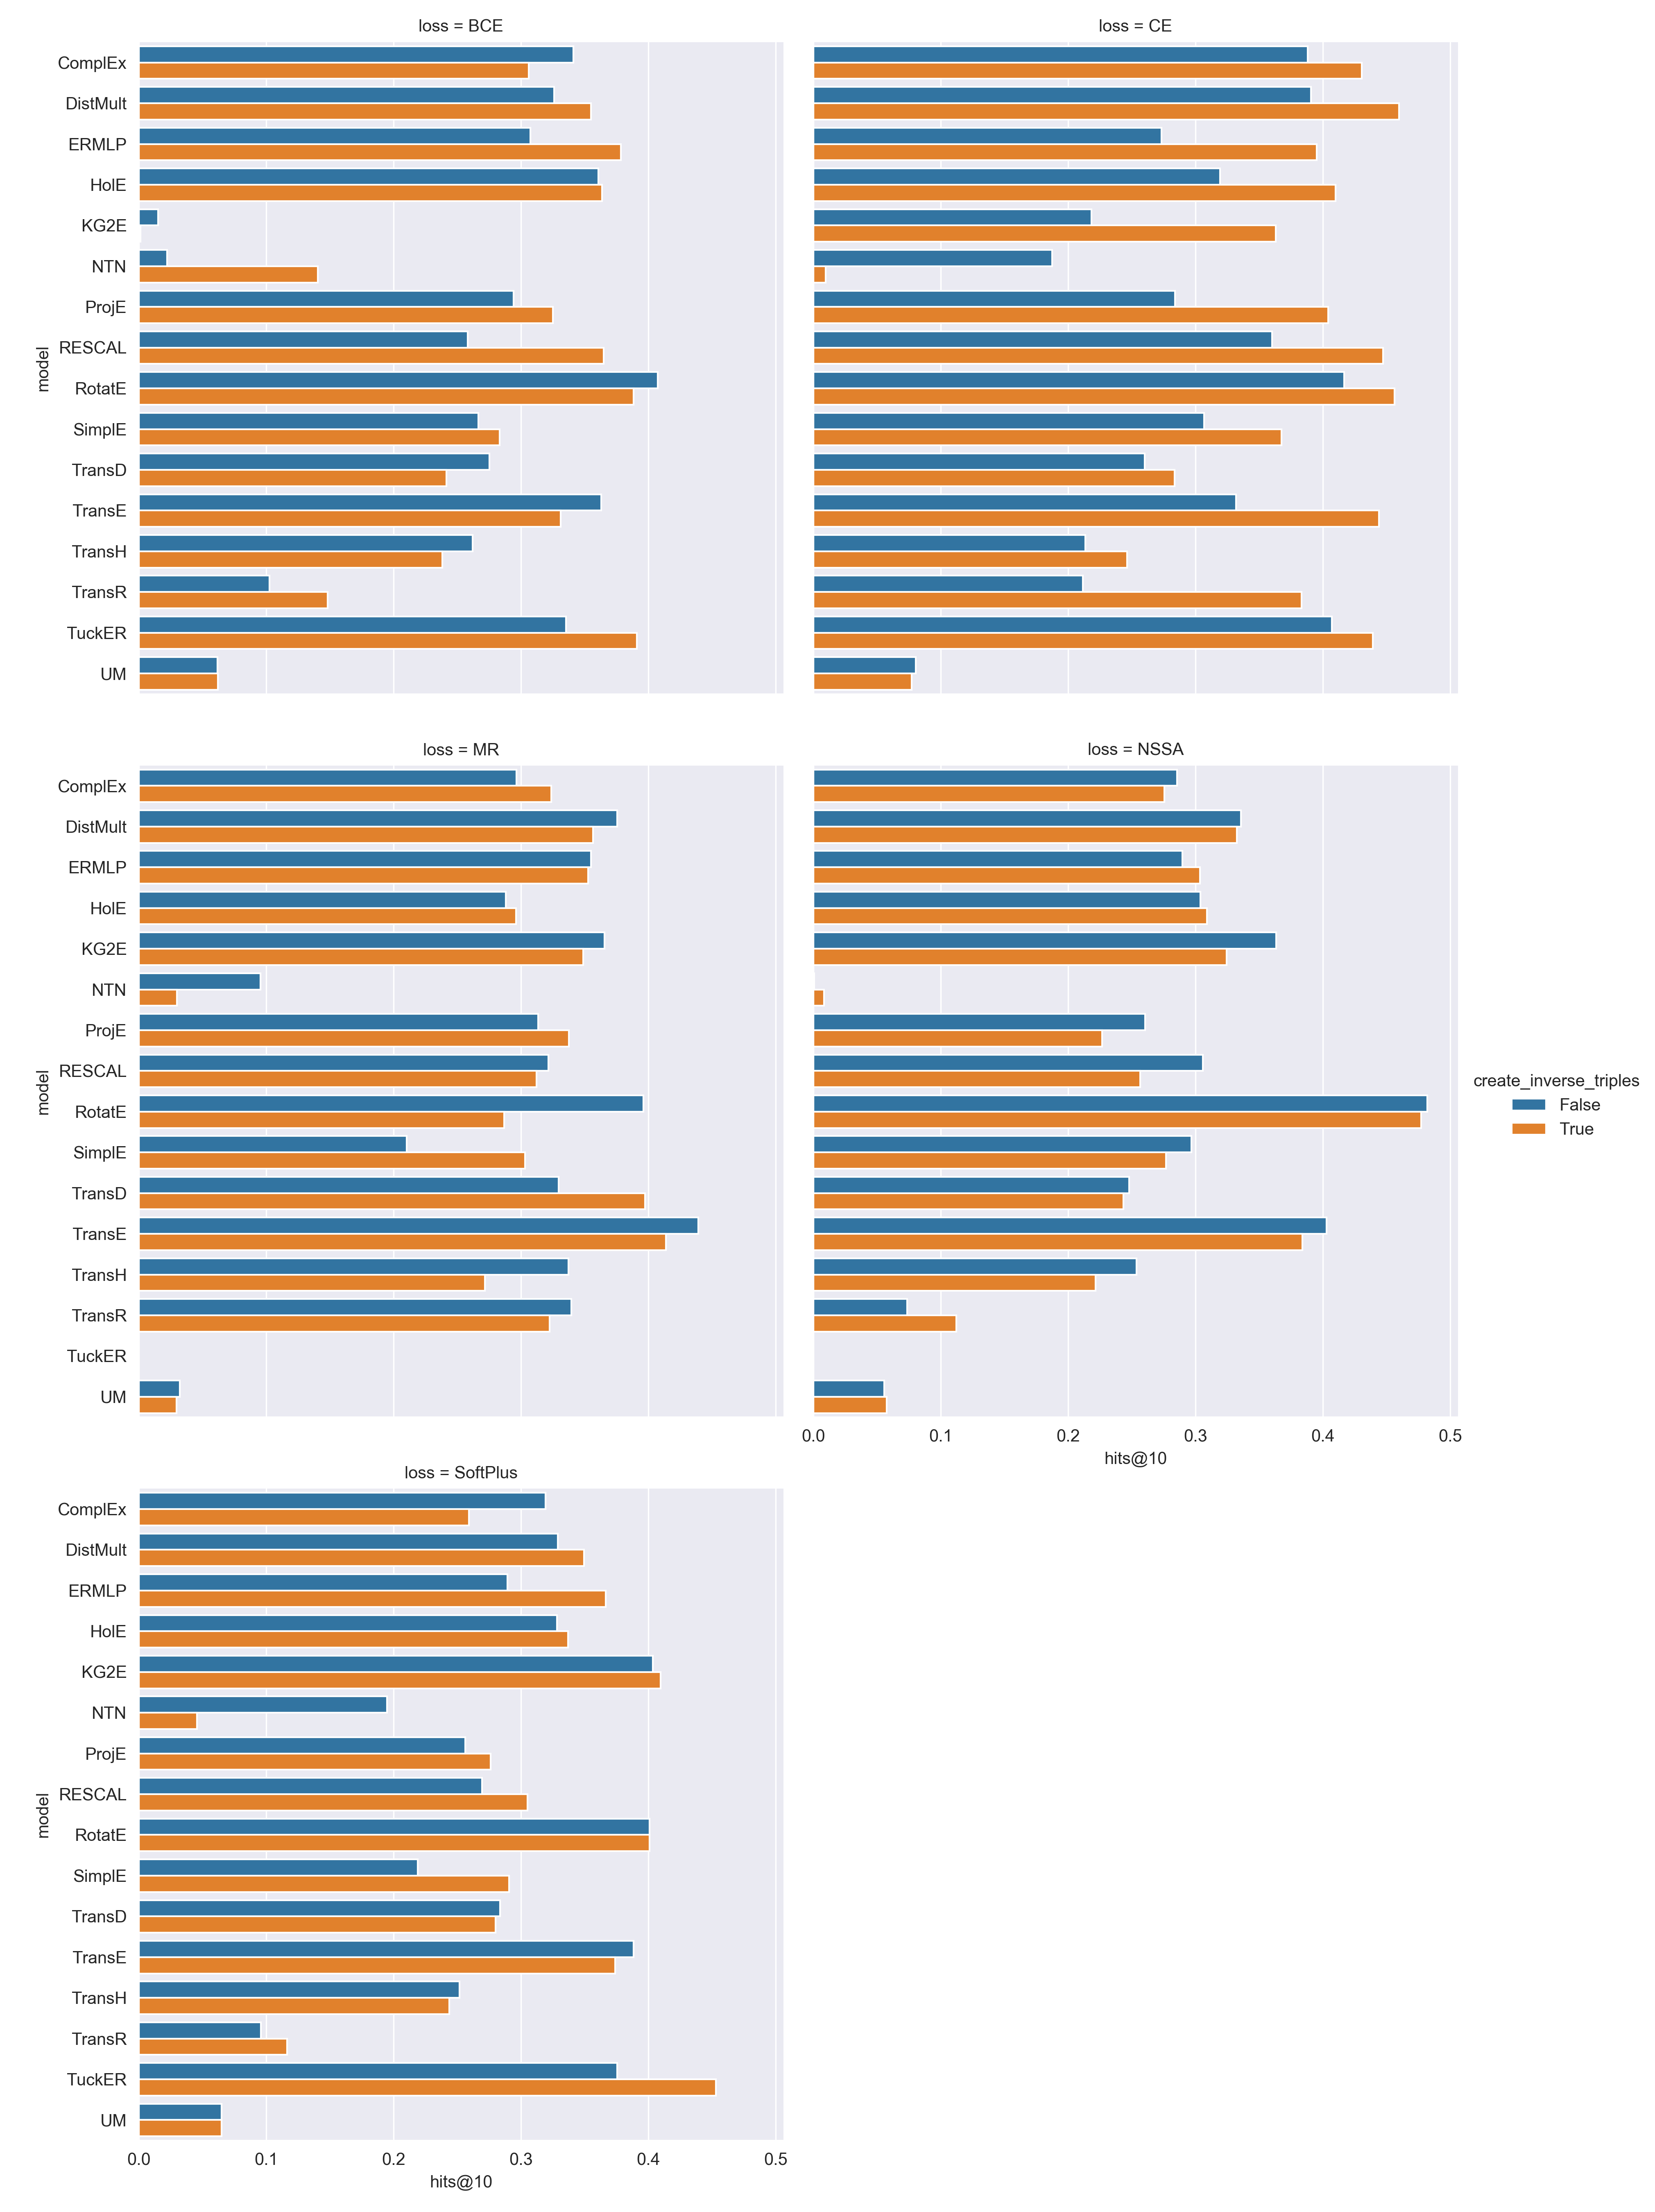 loss = BCE
ComplEx
DistMult
ERMLP
HolE
KG2E
NTN
ProjE
RESCAL
RotatE
SimplE
TransD
TransE
TransH
TransR
TuckER
UM
model
loss = CE
loss = MR
ComplEx
DistMult
ERMLP
HolE
KG2E
NTN
ProjE
RESCAL
RotatE
SimplE
TransD
TransE
TransH
TransR
TuckER
UM
model
loss = NSSA
0.0 0.1 0.2 0.3 0.4 0.5
hits@10
create_inverse_triples
False
True
loss = SoftPlus
ComplEx
DistMult
ERMLP
HolE
KG2E
NTN
ProjE
RESCAL
RotatE
SimplE
TransD
TransE
TransH
TransR
TuckER
UM
model
0.0 0.1 0.2 0.3 0.4 0.5
hits@10